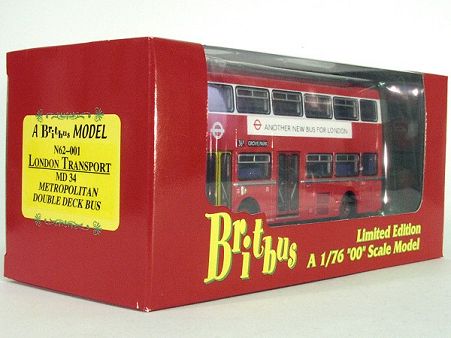 A Britbus MODEL
N62-001
LONDON TRANSPORT
MD 34
METROPOLITAN
DOUBLE DECK BUS
ANOTHER NEW BUS FOR LONDON
36B GROVE PARK
Britbus
Limited Edition
A 1/76 "00" Scale Model